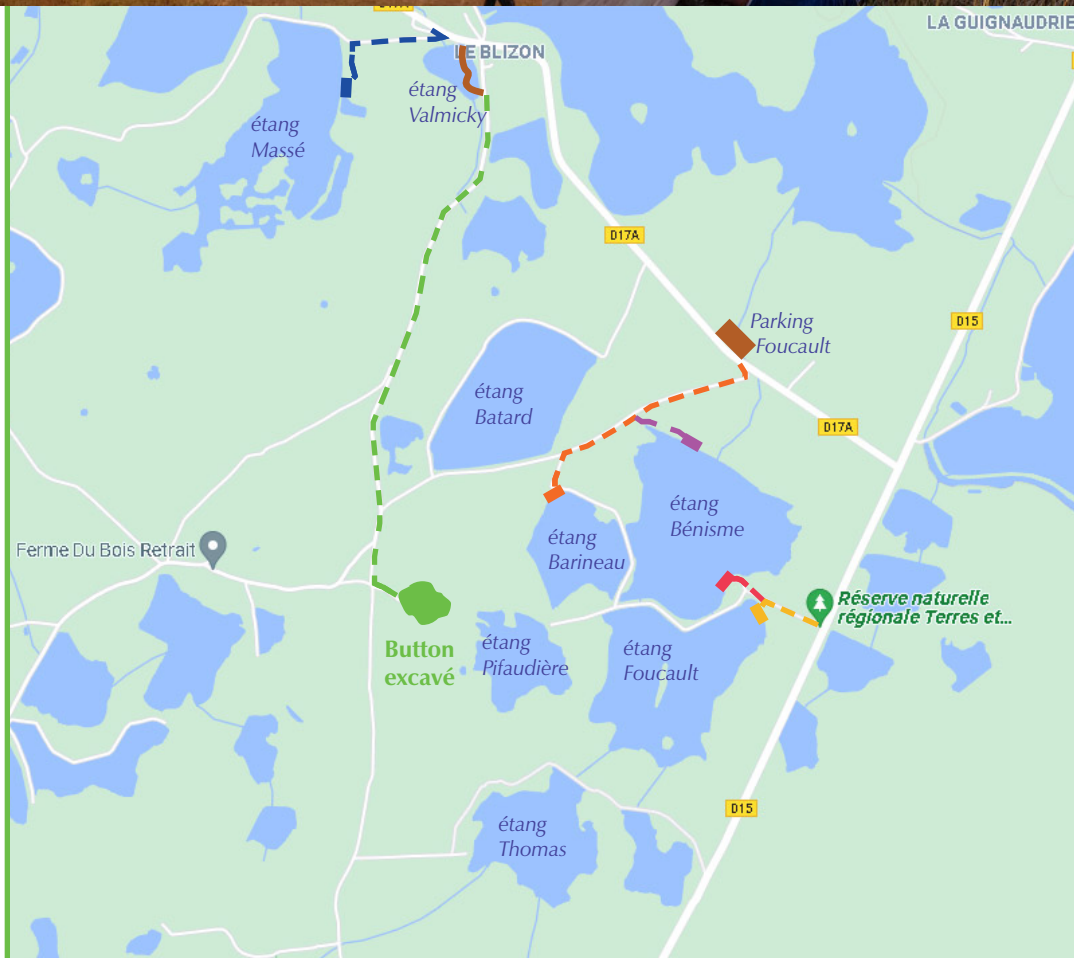 LA GUIGNAUDRIE
LE BLIZON
étang
Valmicky
étang
Massé
D17A
Parking
Foucault
D15
étang
Batard
D17A
étang
Bénisme
étang
Barineau
Ferme Du Bois Retrait
Réserve naturelle
régionale Terres et...
Button
excavé
étang
Pifaudière
étang
Foucault
D15
étang
Thomas